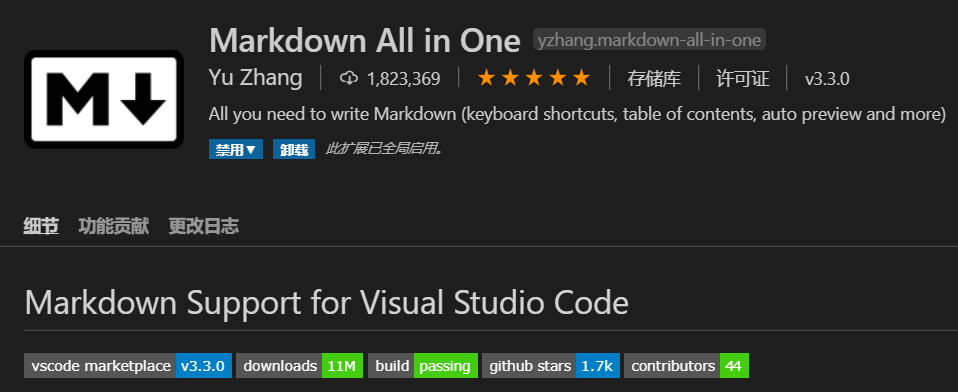 Markdown All in One yzhang.markdown-all-in-one
Yu Zhang 1,823,369 ★★★★★ 存储库 许可证 v3.3.0
All you need to write Markdown (keyboard shortcuts, table of contents, auto preview and more)
禁用▼ 卸载 此扩展已全局启用。
M
细节 功能贡献 更改日志
Markdown Support for Visual Studio Code
vscode marketplace v3.3.0 downloads 11M build passing github stars 1.7k contributors 44